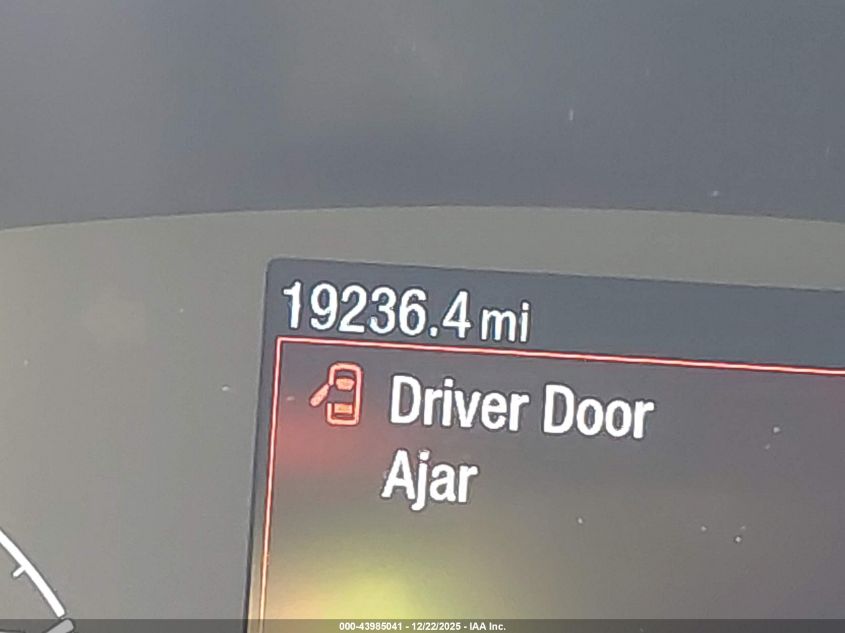 19236.4 mi
Driver Door
Ajar
000-43985041 - 12/22/2025 - IAA Inc.